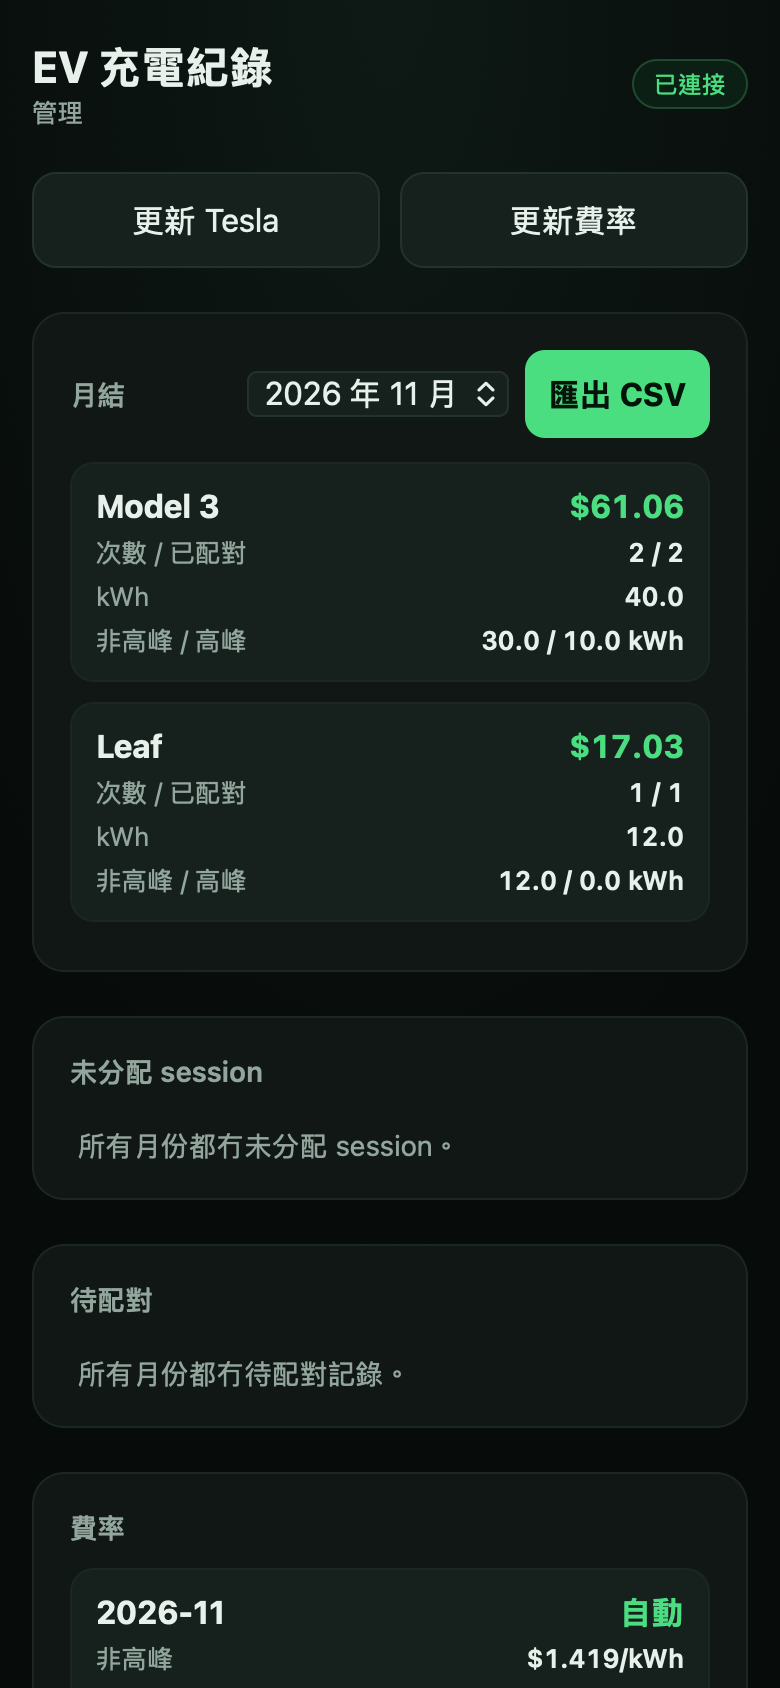 EV 充電紀錄
管理
已連接
更新 Tesla
更新費率
月結
2026 年 11 月
匯出 CSV
Model 3 $61.06
次數 / 已配對 2 / 2
kWh 40.0
非高峰 / 高峰 30.0 / 10.0 kWh
Leaf $17.03
次數 / 已配對 1 / 1
kWh 12.0
非高峰 / 高峰 12.0 / 0.0 kWh
未分配 session
所有月份都冇未分配 session。
待配對
所有月份都冇待配對記錄。
費率
2026-11 自動
非高峰 $1.419/kWh